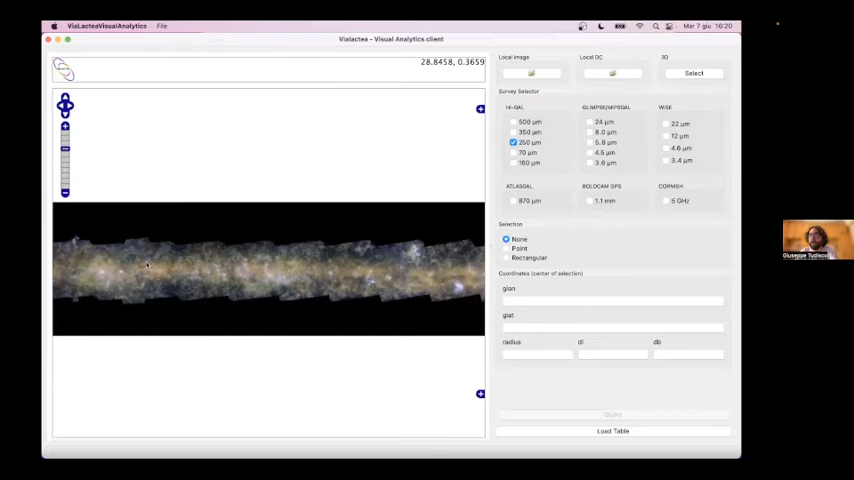 ViaLacteaVisualAnalytics File
Mar 7 giu 16:20
Vialactea - Visual Analytics client
28.8458, 0.3659
Local image Local DC 3D
Select
Survey Selector
Hi-GAL GLIMPSE/MIPSGAL WISE
500 µm 24 µm 22 µm
350 µm 8.0 µm 12 µm
250 µm 5.8 µm 4.6 µm
70 µm 4.5 µm 3.4 µm
160 µm 3.6 µm
ATLASGAL BOLOCAM GPS CORNISH
870 µm 1.1 mm 5 GHz
Selection
None
Point
Rectangular
Coordinates (center of selection)
glon
glat
radius dl db
Query
Load Table
Giuseppe Tudisco